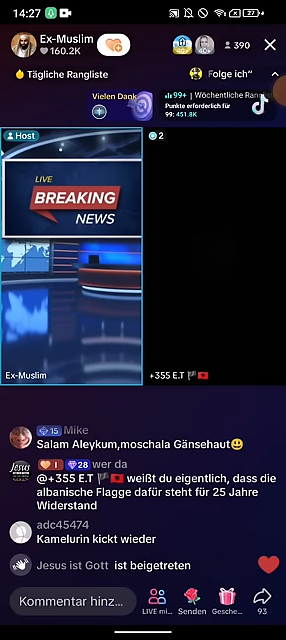 14:27
27%
Ex-Muslim
160.2K
390
Tägliche Rangliste
Folge ich"
Vielen Dank
99+ | Wöchentliche Rang
Punkte erforderlich für
99: 451.8K
Host
2
LIVE
BREAKING
NEWS
Ex-Muslim
+355 E.T
15 Mike
Salam Aleykum,moschala Gänsehaut😃
Jesus
1 28 wer da
@+355 E.T 🏴🇦🇱 weißt du eigentlich, dass die
albanische Flagge dafür steht für 25 Jahre
Widerstand
adc45474
Kamelurin kickt wieder
Jesus ist Gott ist beigetreten
Kommentar hinz...
LIVE mi...
Senden
Gesche...
93